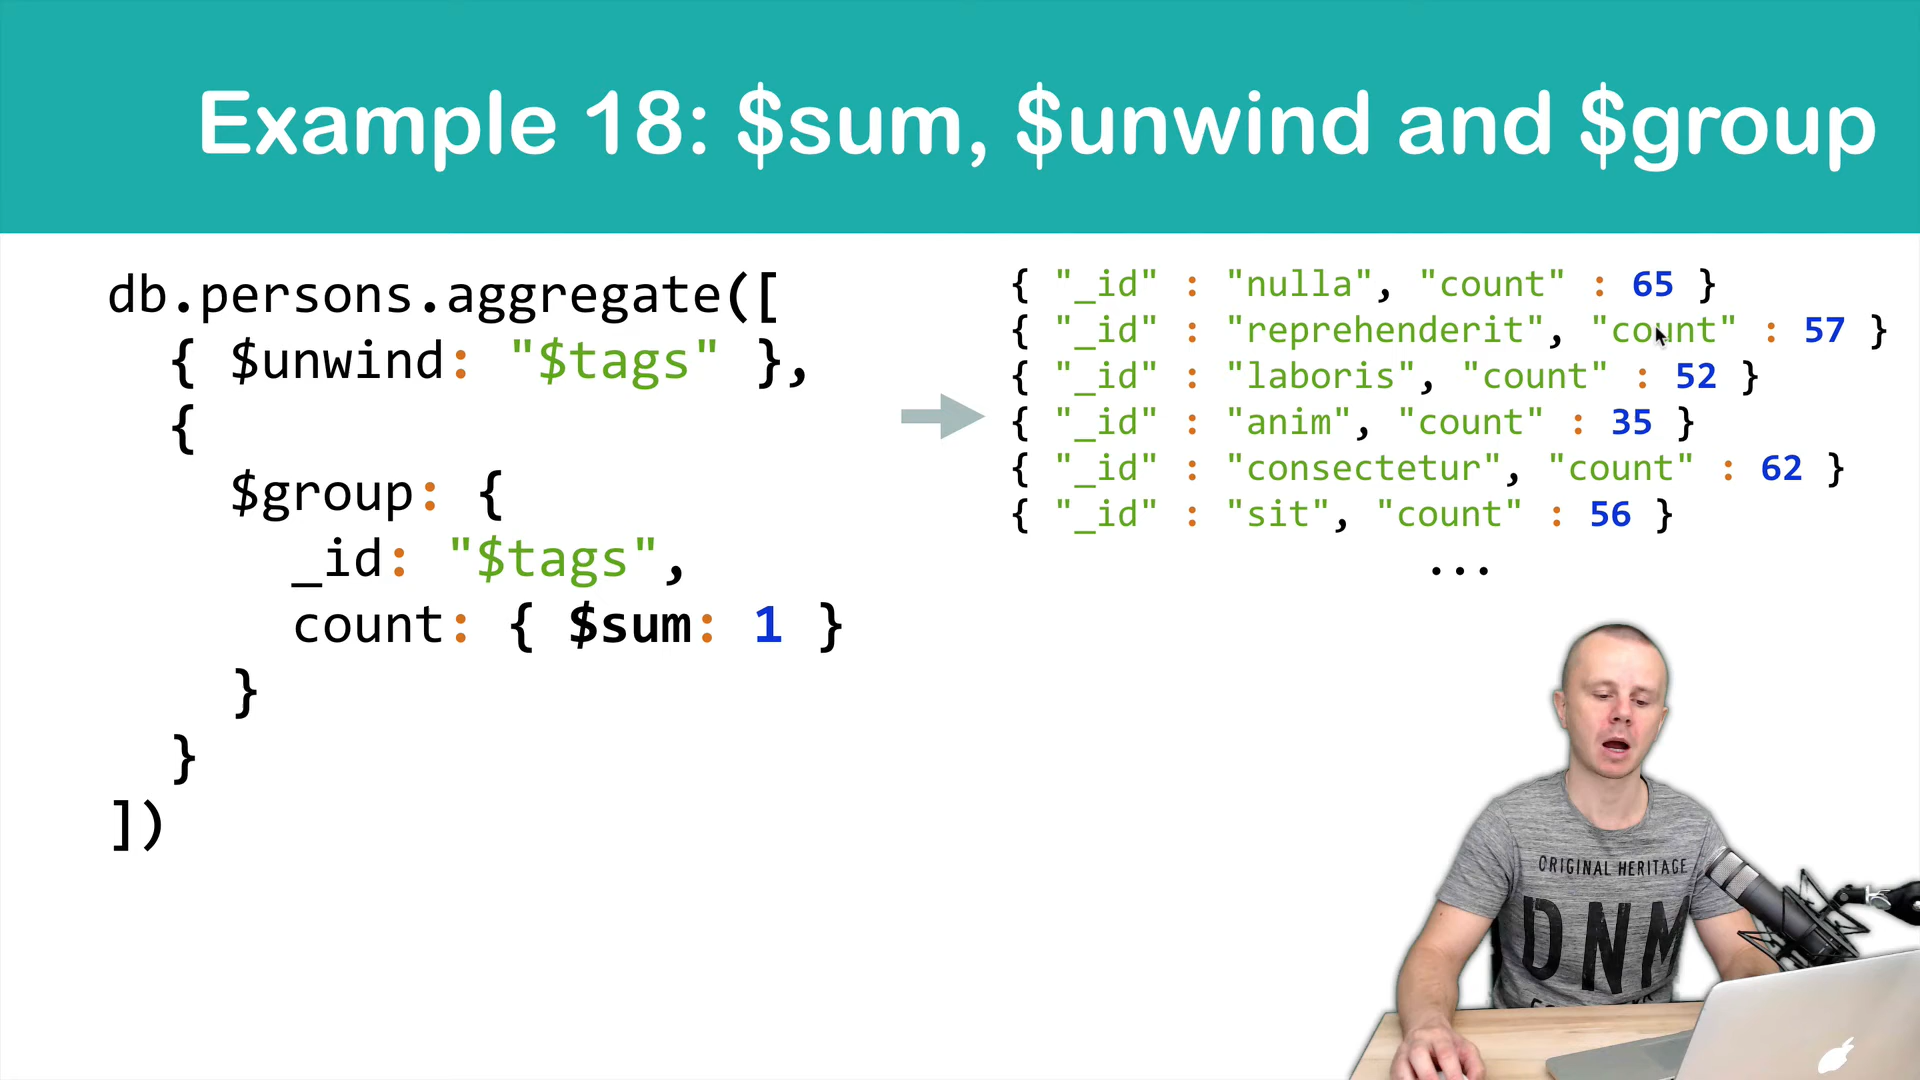 Example 18: $sum, $unwind and $group
db.persons.aggregate([
{ $unwind: "$tags" },
{
$group: {
_id: "$tags",
count: { $sum: 1 }
}
}
])
{ "_id" : "nulla", "count" : 65 }
{ "_id" : "reprehenderit", "count" : 57 }
{ "_id" : "laboris", "count" : 52 }
{ "_id" : "anim", "count" : 35 }
{ "_id" : "consectetur", "count" : 62 }
{ "_id" : "sit", "count" : 56 }
...
ORIGINAL HERITAGE
DNM